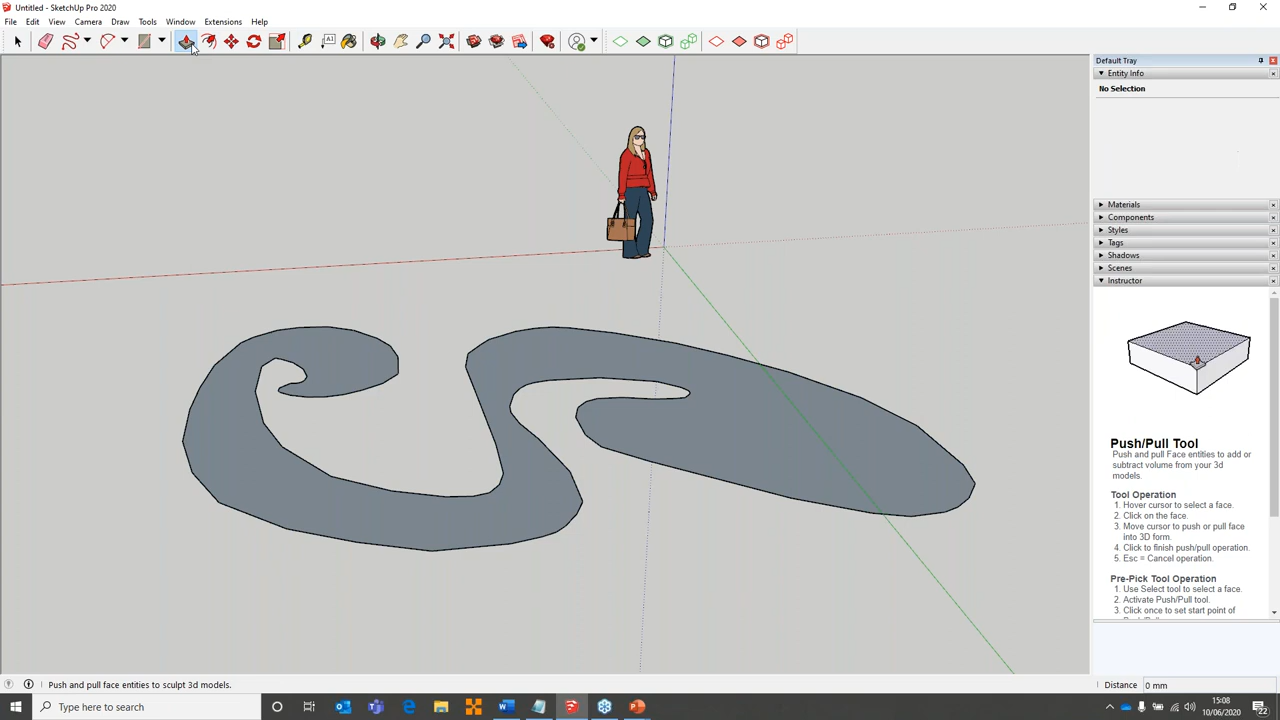 Untitled - SketchUp Pro 2020
File Edit View Camera Draw Tools Window Extensions Help
Default Tray
Entity Info
No Selection
Materials
Components
Styles
Tags
Shadows
Scenes
Instructor
Push/Pull Tool
Push and pull Face entities to add or
subtract volume from your 3d
models.
Tool Operation
1. Hover cursor to select a face.
2. Click on the face.
3. Move cursor to push or pull face
into 3D form.
4. Click to finish push/pull operation.
5. Esc = Cancel operation.
Pre-Pick Tool Operation
1. Use Select tool to select a face.
2. Activate Push/Pull tool.
3. Click once to set start point of
Push and pull face entities to sculpt 3d models.
Distance 0 mm
Type here to search
15:08
10/06/2020
22